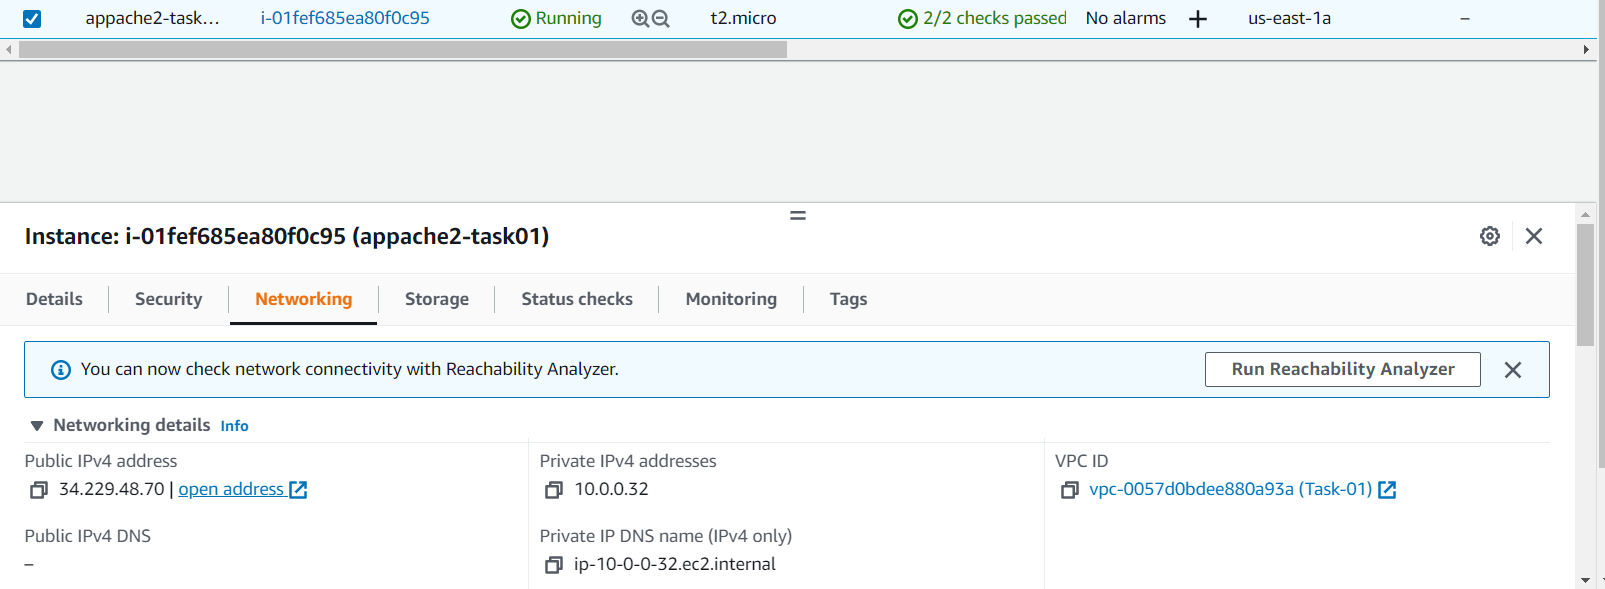 appache2-task... i-01fef685ea80f0c95 Running t2.micro 2/2 checks passed No alarms + us-east-1a –
Instance: i-01fef685ea80f0c95 (appache2-task01)
Details Security Networking Storage Status checks Monitoring Tags
You can now check network connectivity with Reachability Analyzer. Run Reachability Analyzer
Networking details Info
Public IPv4 address Private IPv4 addresses VPC ID
34.229.48.70 | open address 10.0.0.32 vpc-0057d0bdee880a93a (Task-01)
Public IPv4 DNS Private IP DNS name (IPv4 only)
– ip-10-0-0-32.ec2.internal